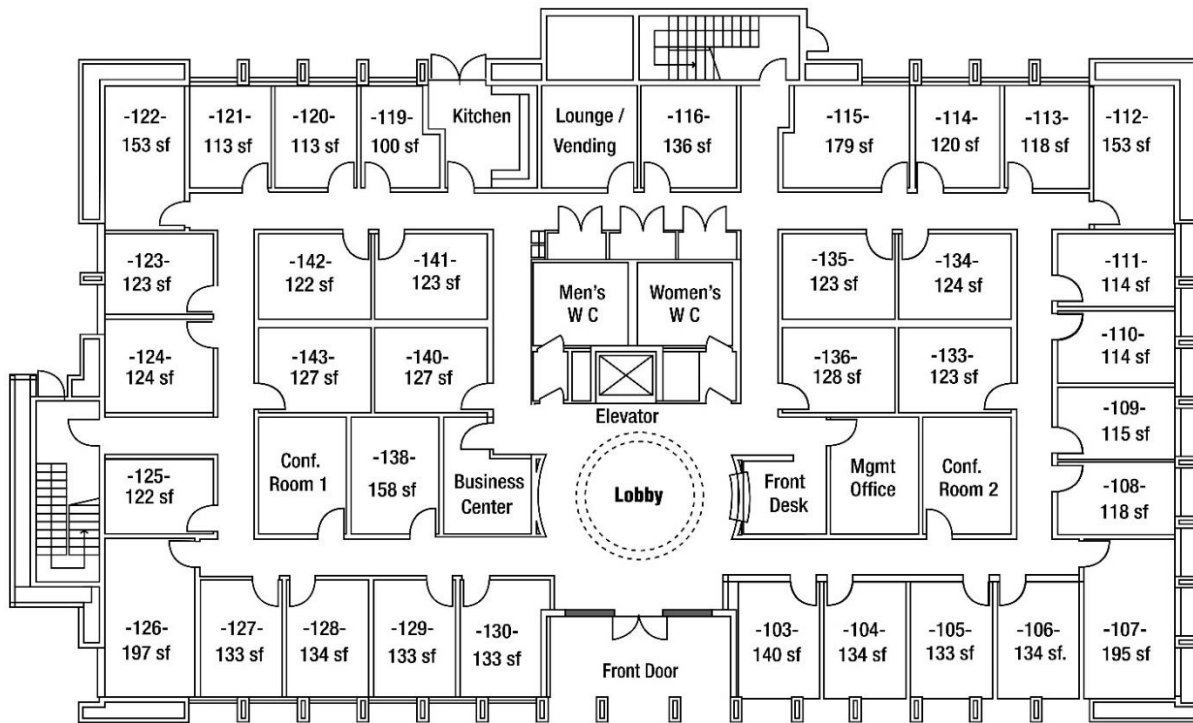 -122-
153 sf
-121-
113 sf
-120-
113 sf
-119-
100 sf
Kitchen
Lounge /
Vending
-116-
136 sf
-115-
179 sf
-114-
120 sf
-113-
118 sf
-112-
153 sf
-123-
123 sf
-142-
122 sf
-141-
123 sf
Men's
W C
Women's
W C
-135-
123 sf
-134-
124 sf
-111-
114 sf
-124-
124 sf
-143-
127 sf
-140-
127 sf
-136-
128 sf
-133-
123 sf
-110-
114 sf
Elevator
-109-
115 sf
-125-
122 sf
Conf.
Room 1
-138-
158 sf
Business
Center
Lobby
Front
Desk
Mgmt
Office
Conf.
Room 2
-108-
118 sf
-126-
197 sf
-127-
133 sf
-128-
134 sf
-129-
133 sf
-130-
133 sf
Front Door
-103-
140 sf
-104-
134 sf
-105-
133 sf
-106-
134 sf.
-107-
195 sf